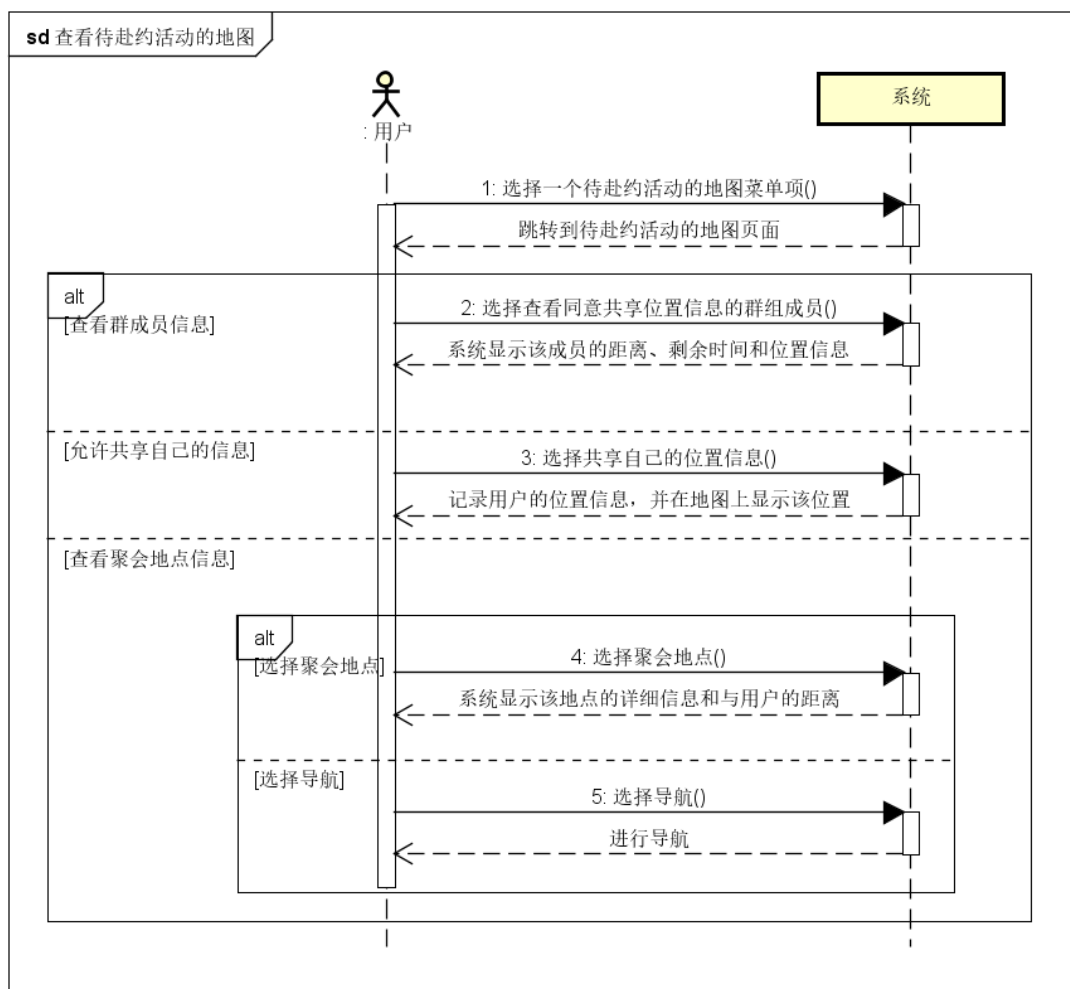 sd 查看待赴约活动的地图
系统
: 用户
1: 选择一个待赴约活动的地图菜单项()
跳转到待赴约活动的地图页面
alt
[查看群成员信息]
2: 选择查看同意共享位置信息的群组成员()
系统显示该成员的距离、剩余时间和位置信息
[允许共享自己的信息]
3: 选择共享自己的位置信息()
记录用户的位置信息，并在地图上显示该位置
[查看聚会地点信息]
alt
[选择聚会地点]
4: 选择聚会地点()
系统显示该地点的详细信息和与用户的距离
[选择导航]
5: 选择导航()
进行导航